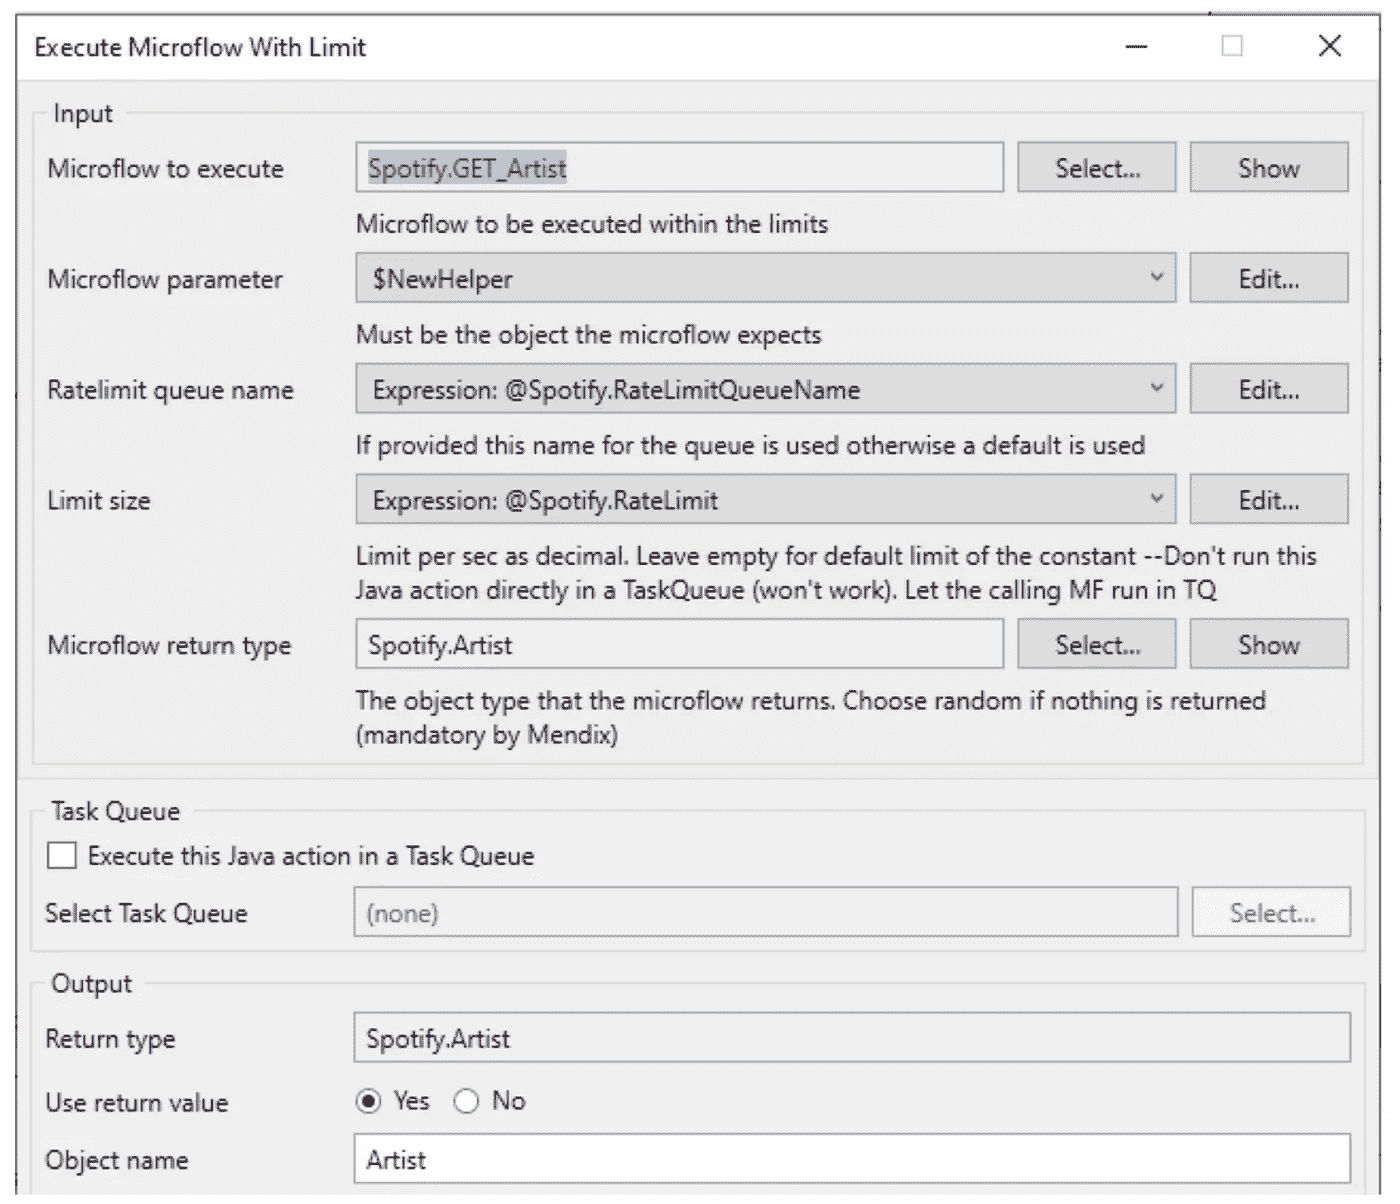 Execute Microflow With Limit
Input
Microflow to execute
Spotify.GET_Artist
Select...
Show
Microflow to be executed within the limits
Microflow parameter
$NewHelper
Edit...
Must be the object the microflow expects
Ratelimit queue name
Expression: @Spotify.RateLimitQueueName
Edit...
If provided this name for the queue is used otherwise a default is used
Limit size
Expression: @Spotify.RateLimit
Edit...
Limit per sec as decimal. Leave empty for default limit of the constant --Don't run this
Java action directly in a TaskQueue (won't work). Let the calling MF run in TQ
Microflow return type
Spotify.Artist
Select...
Show
The object type that the microflow returns. Choose random if nothing is returned
(mandatory by Mendix)
Task Queue
Execute this Java action in a Task Queue
Select Task Queue
(none)
Select...
Output
Return type
Spotify.Artist
Use return value
Yes
No
Object name
Artist